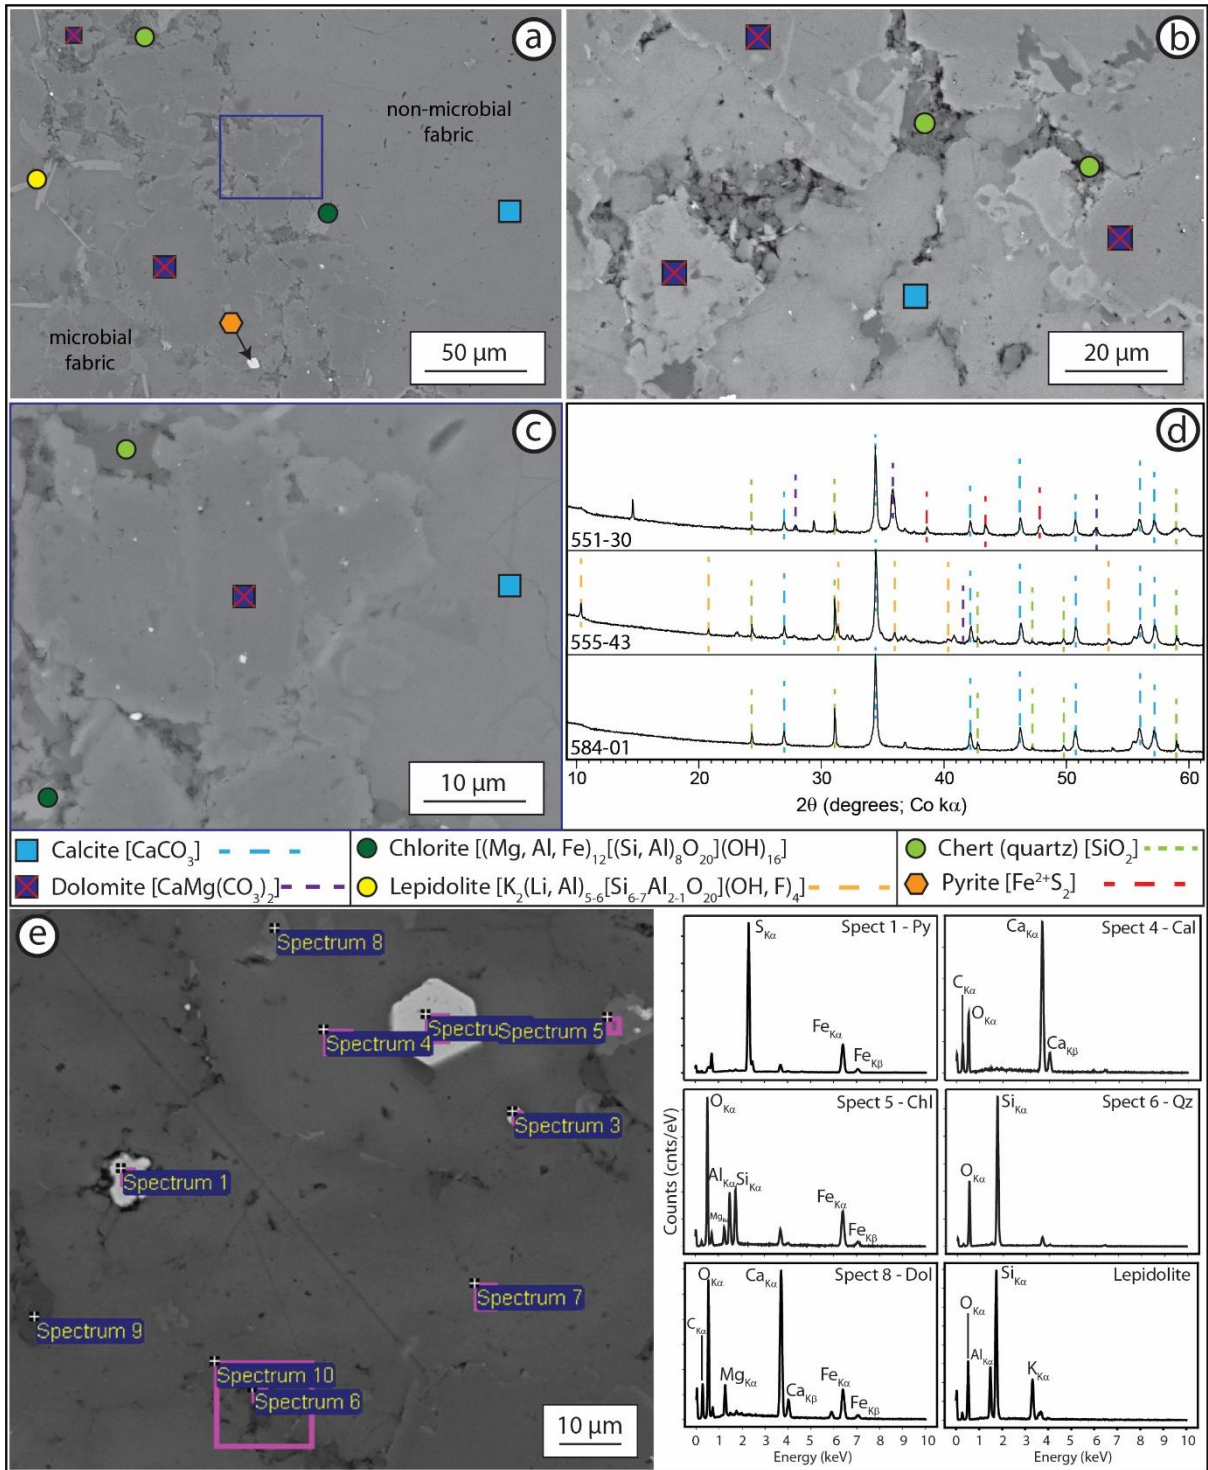 a
non-microbial
fabric
microbial
fabric
50 µm
b
20 µm
c
10 µm
d
551-30
555-43
584-01
10 20 30 40 50 60
2θ (degrees; Co kα)
Calcite [CaCO3]
Dolomite [CaMg(CO3)2]
Chlorite [(Mg, Al, Fe)12[(Si, Al)8O20](OH)16]
Lepidolite [K2(Li, Al)5-6[Si6-7Al2-1O20](OH, F)4]
Chert (quartz) [SiO2]
Pyrite [Fe2+S2]
e
Spectrum 8
Spectru
Spectrum 5
Spectrum 4
Spectrum 3
Spectrum 1
Spectrum 7
Spectrum 9
Spectrum 10
Spectrum 6
10 µm
Counts (cnts/eV)
Spect 1 - Py
SKα
FeKα
FeKβ
Spect 4 - Cal
CaKα
CKα
OKα
CaKβ
Spect 5 - Chl
OKα
AlKα
SiKα
FeKα
FeKβ
Spect 6 - Qz
SiKα
OKα
Spect 8 - Dol
OKα
CaKα
CKα
MgKα
CaKβ
FeKα
FeKβ
0 1 2 3 4 5 6 7 8 9 10
Energy (keV)
Lepidolite
SiKα
OKα
AlKα
KKα
0 1 2 3 4 5 6 7 8 9 10
Energy (keV)